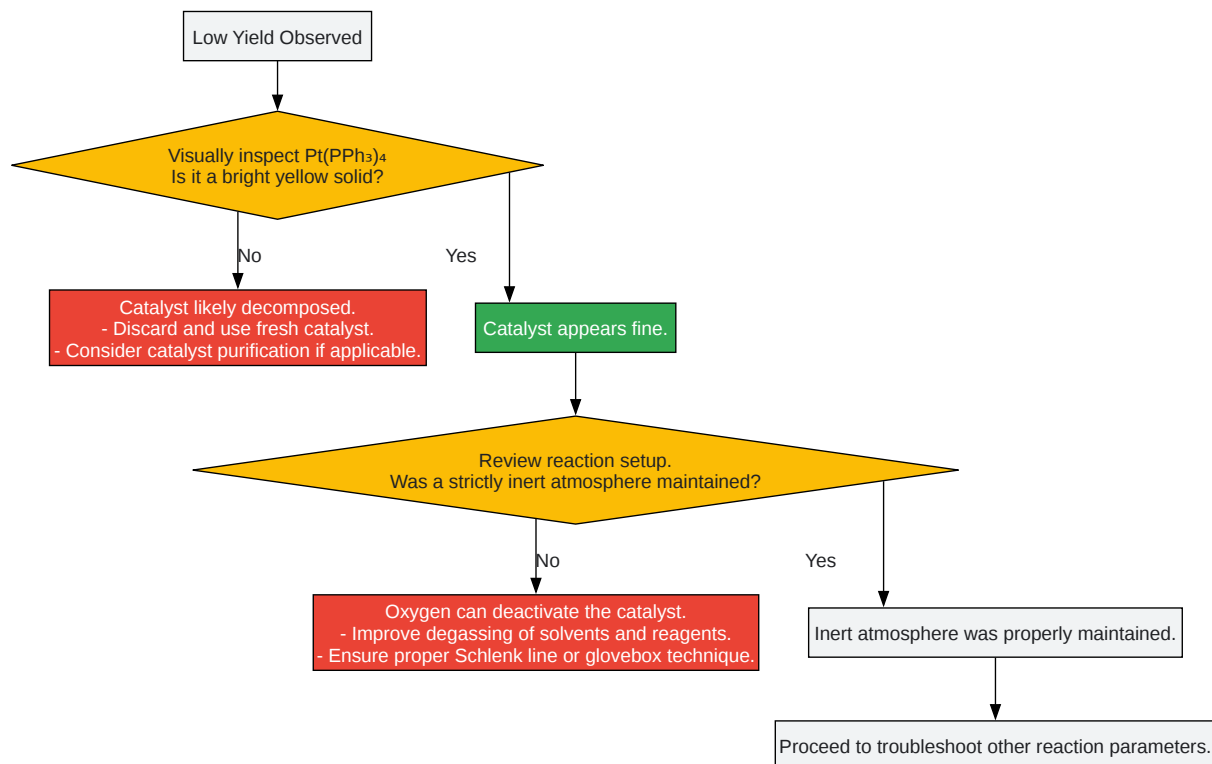 Low Yield Observed
Visually inspect Pt(PPh₃)₄
Is it a bright yellow solid?
No
Yes
Catalyst likely decomposed.
- Discard and use fresh catalyst.
- Consider catalyst purification if applicable.
Catalyst appears fine.
Review reaction setup.
Was a strictly inert atmosphere maintained?
No
Yes
Oxygen can deactivate the catalyst.
- Improve degassing of solvents and reagents.
- Ensure proper Schlenk line or glovebox technique.
Inert atmosphere was properly maintained.
Proceed to troubleshoot other reaction parameters.